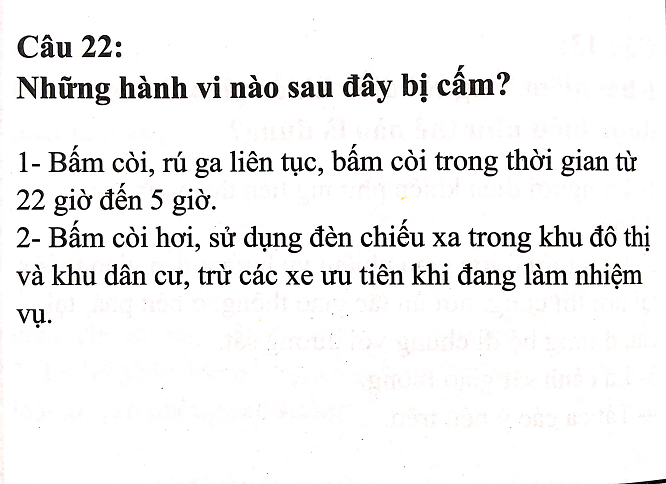 Câu 22:
Những hành vi nào sau đây bị cấm?
1- Bấm còi, rú ga liên tục, bấm còi trong thời gian từ
22 giờ đến 5 giờ.
2- Bấm còi hơi, sử dụng đèn chiếu xa trong khu đô thị
và khu dân cư, trừ các xe ưu tiên khi đang làm nhiệm
vụ.